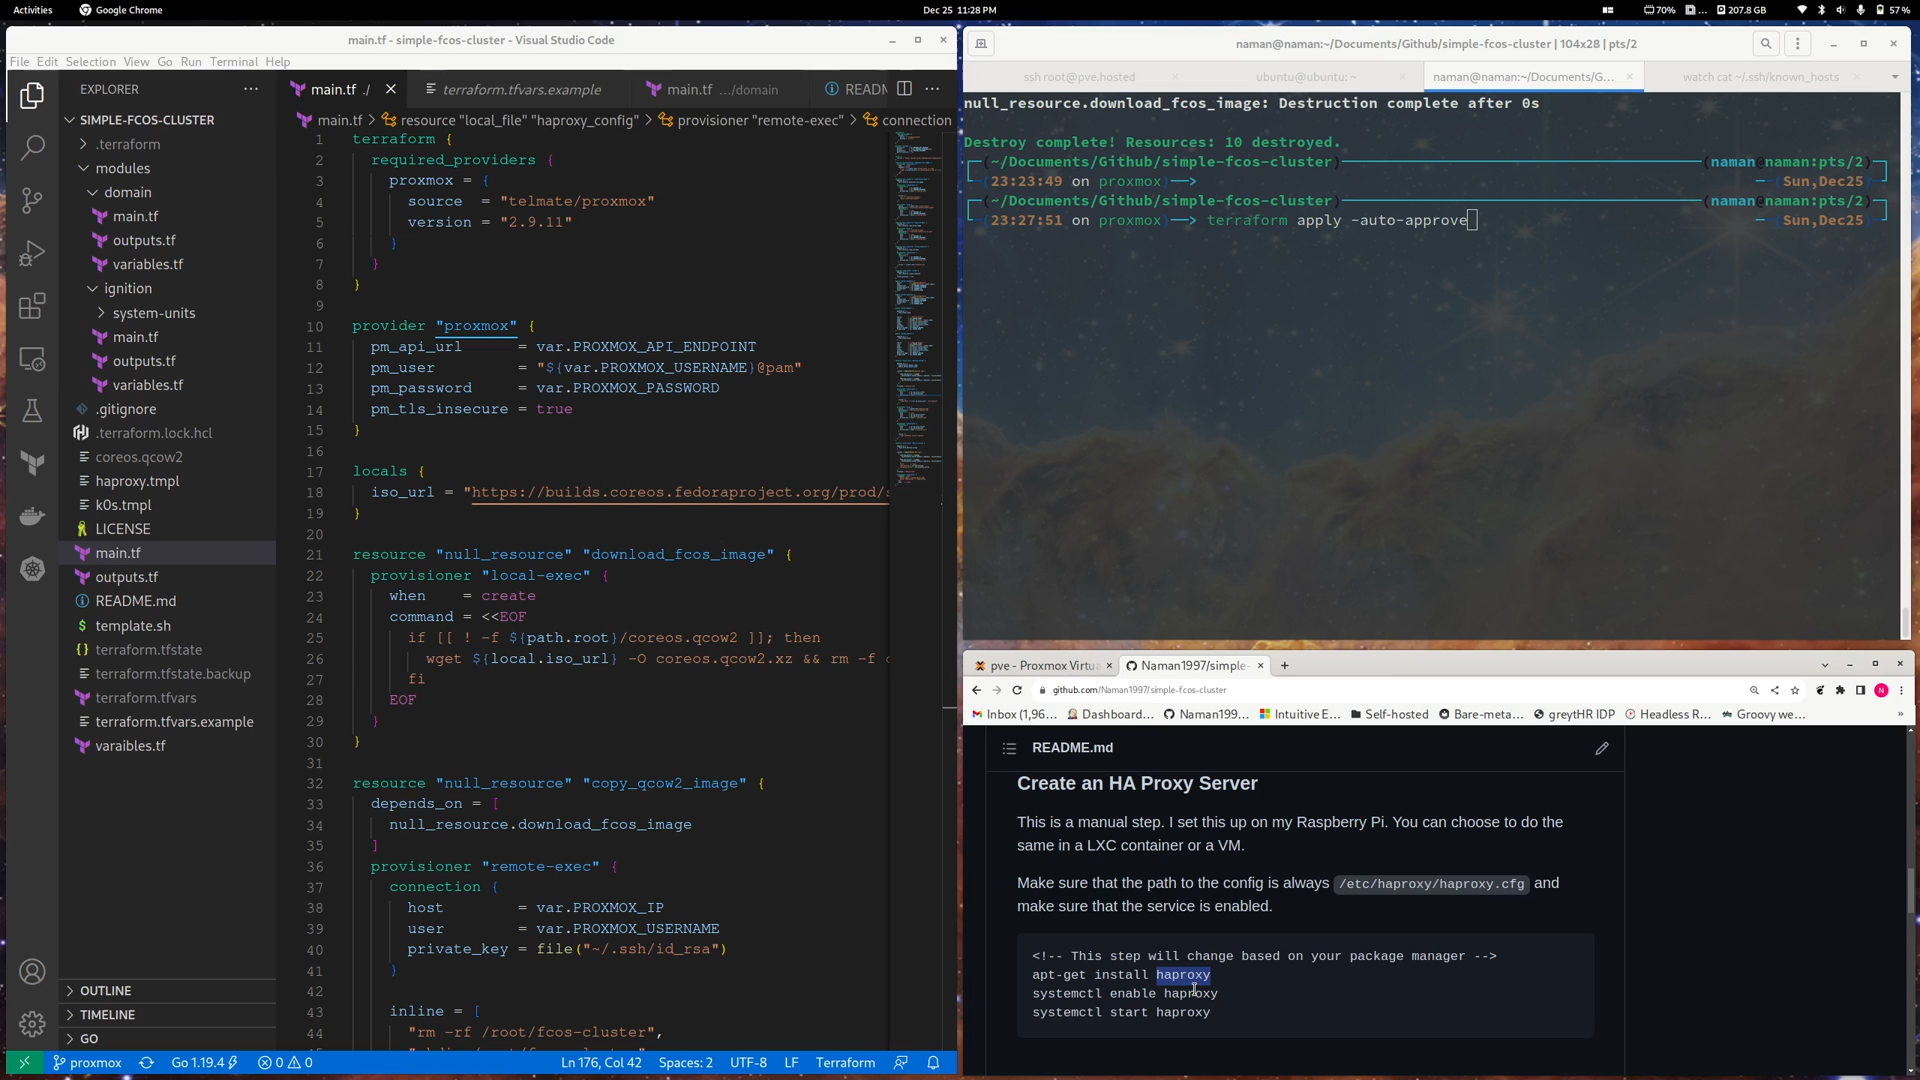 Activities
Google Chrome
Dec 25 11:28 PM
70%
207.8 GB
57 %
main.tf - simple-fcos-cluster - Visual Studio Code
File Edit Selection View Go Run Terminal Help
EXPLORER
SIMPLE-FCOS-CLUSTER
.terraform
modules
domain
main.tf
outputs.tf
variables.tf
ignition
system-units
main.tf
outputs.tf
variables.tf
.gitignore
.terraform.lock.hcl
coreos.qcow2
haproxy.tmpl
k0s.tmpl
LICENSE
main.tf
outputs.tf
README.md
template.sh
terraform.tfstate
terraform.tfstate.backup
terraform.tfvars
terraform.tfvars.example
varaibles.tf
OUTLINE
TIMELINE
GO
main.tf ./
terraform.tfvars.example
main.tf .../domain
READM
main.tf > resource "local_file" "haproxy_config" > provisioner "remote-exec" > connection
1 terraform {
2 required_providers {
3 proxmox = {
4 source = "telmate/proxmox"
5 version = "2.9.11"
6 }
7 }
8 }
9
10 provider "proxmox" {
11 pm_api_url = var.PROXMOX_API_ENDPOINT
12 pm_user = "${var.PROXMOX_USERNAME}@pam"
13 pm_password = var.PROXMOX_PASSWORD
14 pm_tls_insecure = true
15 }
16
17 locals {
18 iso_url = "https://builds.coreos.fedoraproject.org/prod/s
19 }
20
21 resource "null_resource" "download_fcos_image" {
22 provisioner "local-exec" {
23 when = create
24 command = <<EOF
25 if [[ ! -f ${path.root}/coreos.qcow2 ]]; then
26 wget ${local.iso_url} -O coreos.qcow2.xz && rm -f c
27 fi
28 EOF
29 }
30 }
31
32 resource "null_resource" "copy_qcow2_image" {
33 depends_on = [
34 null_resource.download_fcos_image
35 ]
36 provisioner "remote-exec" {
37 connection {
38 host = var.PROXMOX_IP
39 user = var.PROXMOX_USERNAME
40 private_key = file("~/.ssh/id_rsa")
41 }
42
43 inline = [
44 "rm -rf /root/fcos-cluster",
proxmox
Go 1.19.4
0 0
Ln 176, Col 42
Spaces: 2
UTF-8
LF
Terraform
naman@naman:~/Documents/Github/simple-fcos-cluster | 104x28 | pts/2
ssh root@pve.hosted
ubuntu@ubuntu: ~
naman@naman:~/Documents/G...
watch cat ~/.ssh/known_hosts
null_resource.download_fcos_image: Destruction complete after 0s
Destroy complete! Resources: 10 destroyed.
(~/Documents/Github/simple-fcos-cluster) (naman@naman:pts/2)
(23:23:49 on proxmox)──> (Sun,Dec25)
(~/Documents/Github/simple-fcos-cluster) (naman@naman:pts/2)
(23:27:51 on proxmox)──> terraform apply -auto-approve (Sun,Dec25)
pve - Proxmox Virtu
Naman1997/simple-
github.com/Naman1997/simple-fcos-cluster
N
Inbox (1,96...
Dashboard...
Naman199...
Intuitive E...
Self-hosted
Bare-meta...
greytHR IDP
Headless R...
Groovy we...
README.md
Create an HA Proxy Server
This is a manual step. I set this up on my Raspberry Pi. You can choose to do the
same in a LXC container or a VM.
Make sure that the path to the config is always /etc/haproxy/haproxy.cfg and
make sure that the service is enabled.
<!-- This step will change based on your package manager -->
apt-get install haproxy
systemctl enable haproxy
systemctl start haproxy